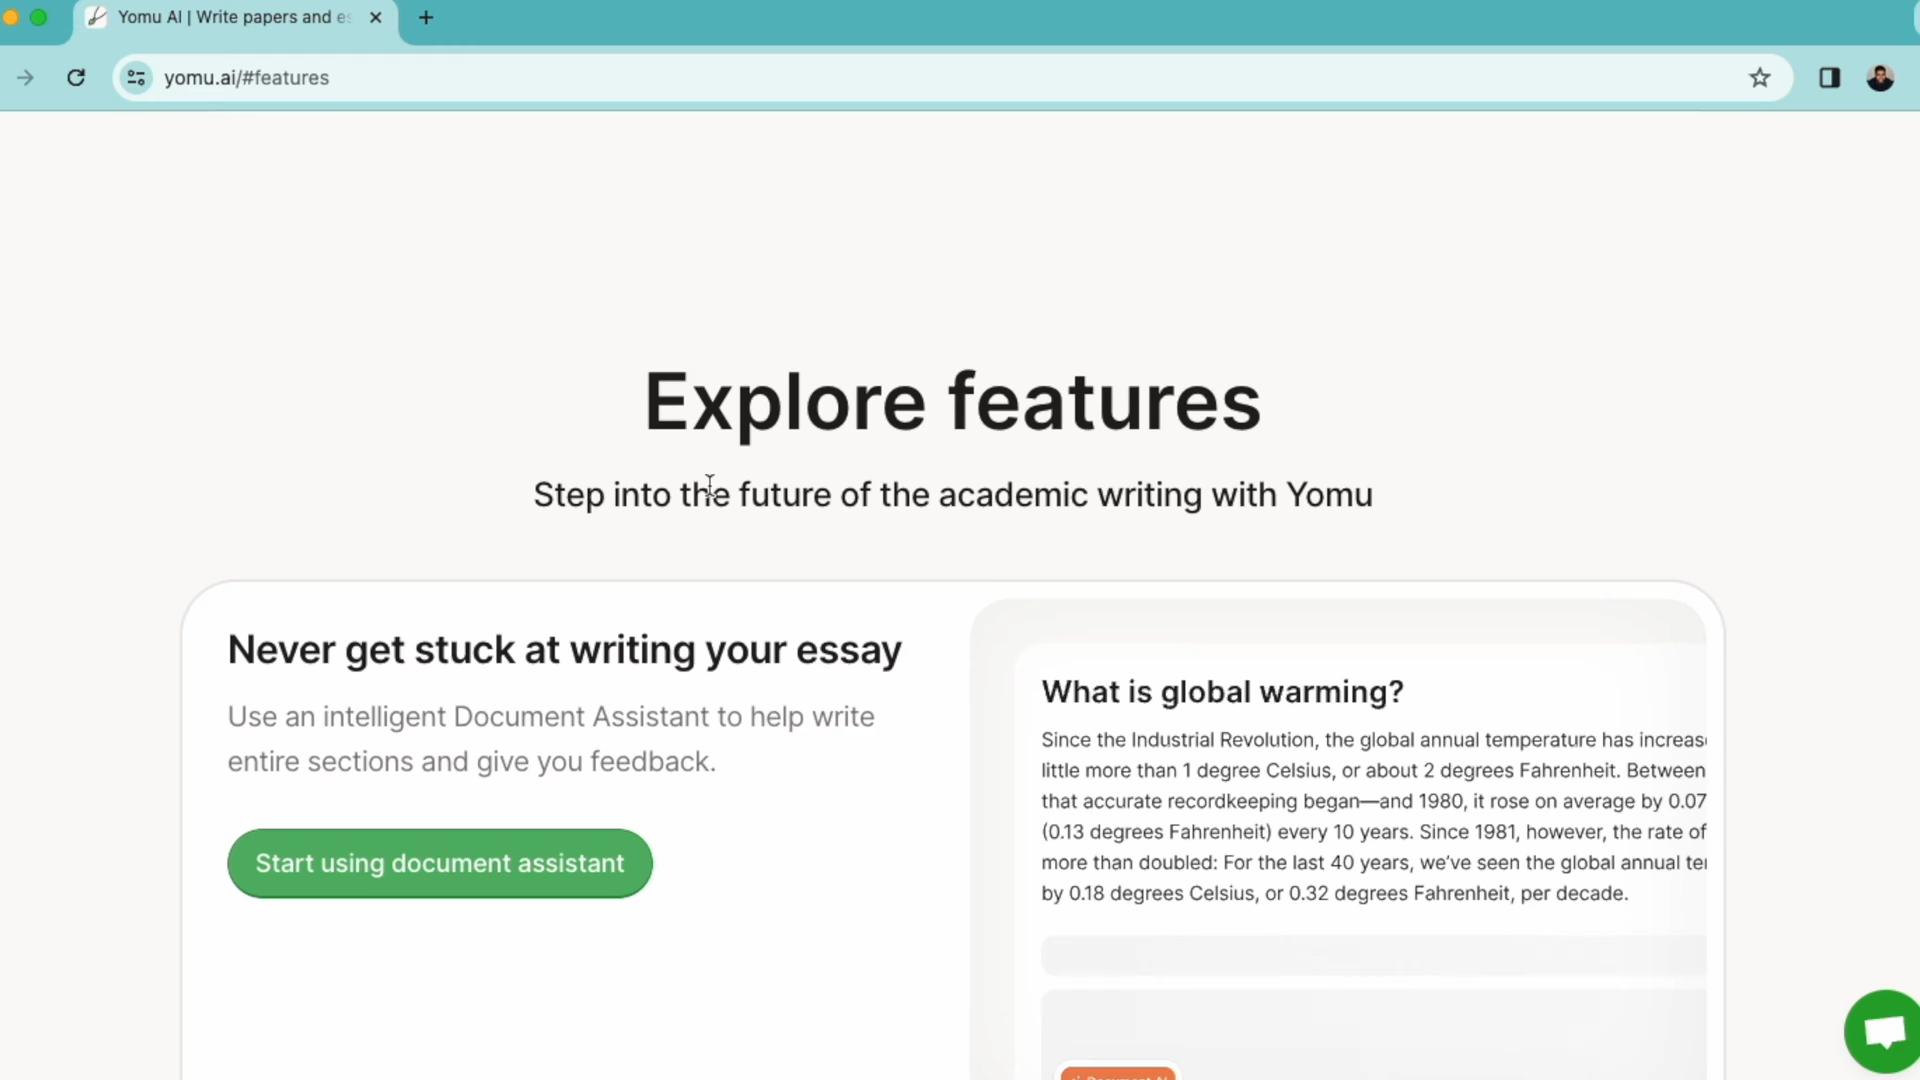 Yomu AI | Write papers and es
yomu.ai/#features
Explore features
Step into the future of the academic writing with Yomu
Never get stuck at writing your essay
Use an intelligent Document Assistant to help write
entire sections and give you feedback.
Start using document assistant
What is global warming?
Since the Industrial Revolution, the global annual temperature has increas
little more than 1 degree Celsius, or about 2 degrees Fahrenheit. Between
that accurate recordkeeping began—and 1980, it rose on average by 0.07
(0.13 degrees Fahrenheit) every 10 years. Since 1981, however, the rate of
more than doubled: For the last 40 years, we've seen the global annual te
by 0.18 degrees Celsius, or 0.32 degrees Fahrenheit, per decade.
Document AI